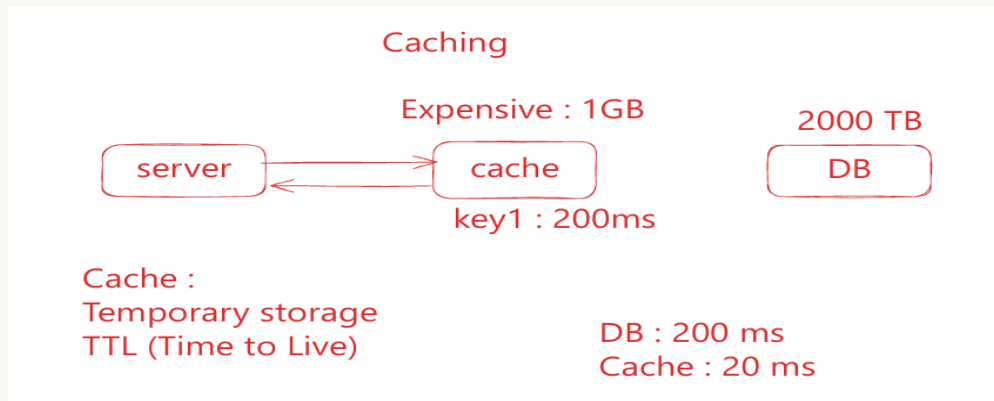 Caching
Expensive : 1GB
2000 TB
server
cache
DB
key1 : 200ms
Cache :
Temporary storage
TTL (Time to Live)
DB : 200 ms
Cache : 20 ms